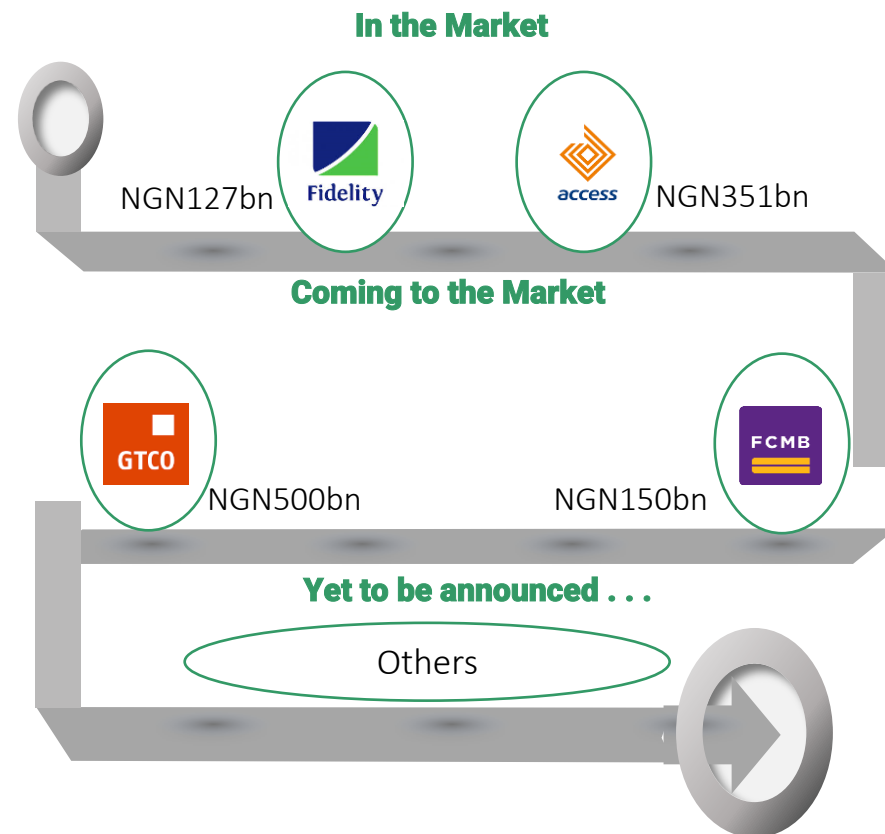 In the Market
Fidelity
access
NGN127bn
NGN351bn
Coming to the Market
GTCO
FCMB
NGN500bn
NGN150bn
Yet to be announced . . .
Others